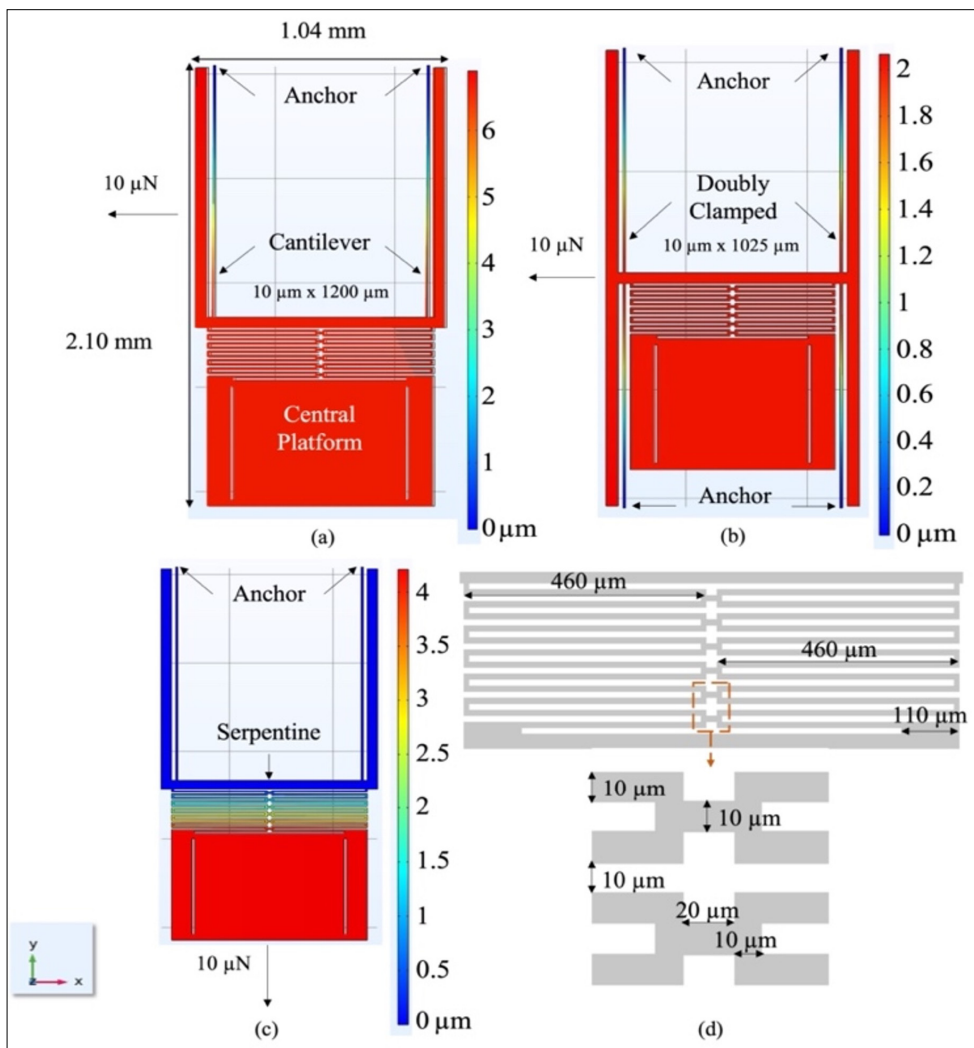 1.04 mm
Anchor
10 µN
Cantilever
10 µm x 1200 µm
2.10 mm
Central
Platform
6
5
4
3
2
1
0 µm
(a)
Anchor
10 µN
Doubly
Clamped
10 µm x 1025 µm
Anchor
2
1.8
1.6
1.4
1.2
1
0.8
0.6
0.4
0.2
0 µm
(b)
Anchor
Serpentine
10 µN
4
3.5
3
2.5
2
1.5
1
0.5
0 µm
y
z
x
(c)
460 µm
460 µm
110 µm
10 µm
10 µm
10 µm
20 µm
10 µm
(d)